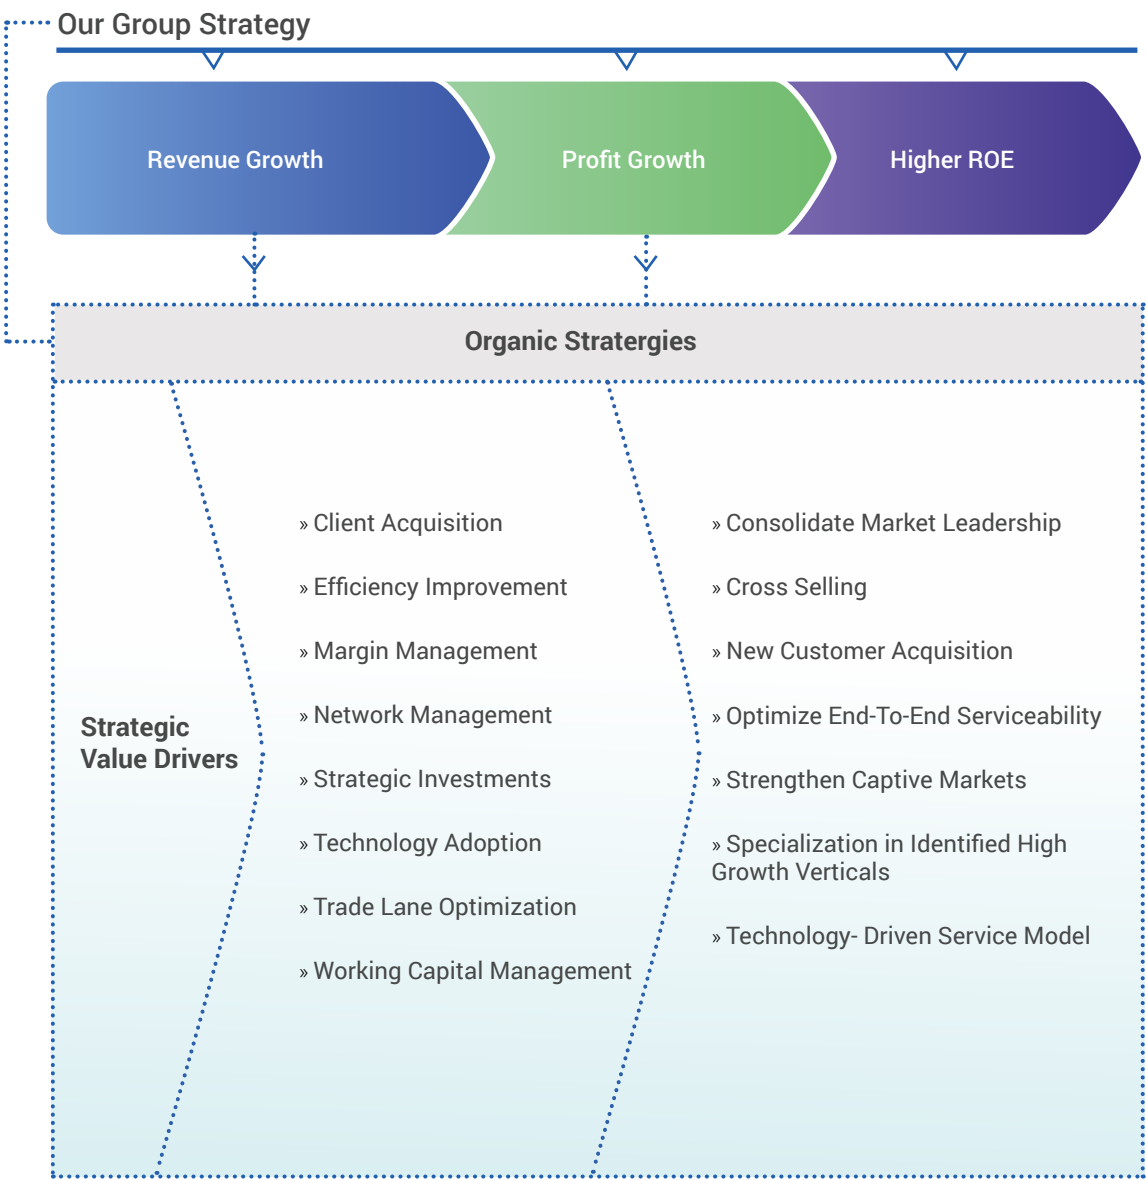 Our Group Strategy
Revenue Growth
Profit Growth
Higher ROE
Organic Stratergies
Strategic
Value Drivers
» Client Acquisition
» Efficiency Improvement
» Margin Management
» Network Management
» Strategic Investments
» Technology Adoption
» Trade Lane Optimization
» Working Capital Management
» Consolidate Market Leadership
» Cross Selling
» New Customer Acquisition
» Optimize End-To-End Serviceability
» Strengthen Captive Markets
» Specialization in Identified High
Growth Verticals
» Technology- Driven Service Model